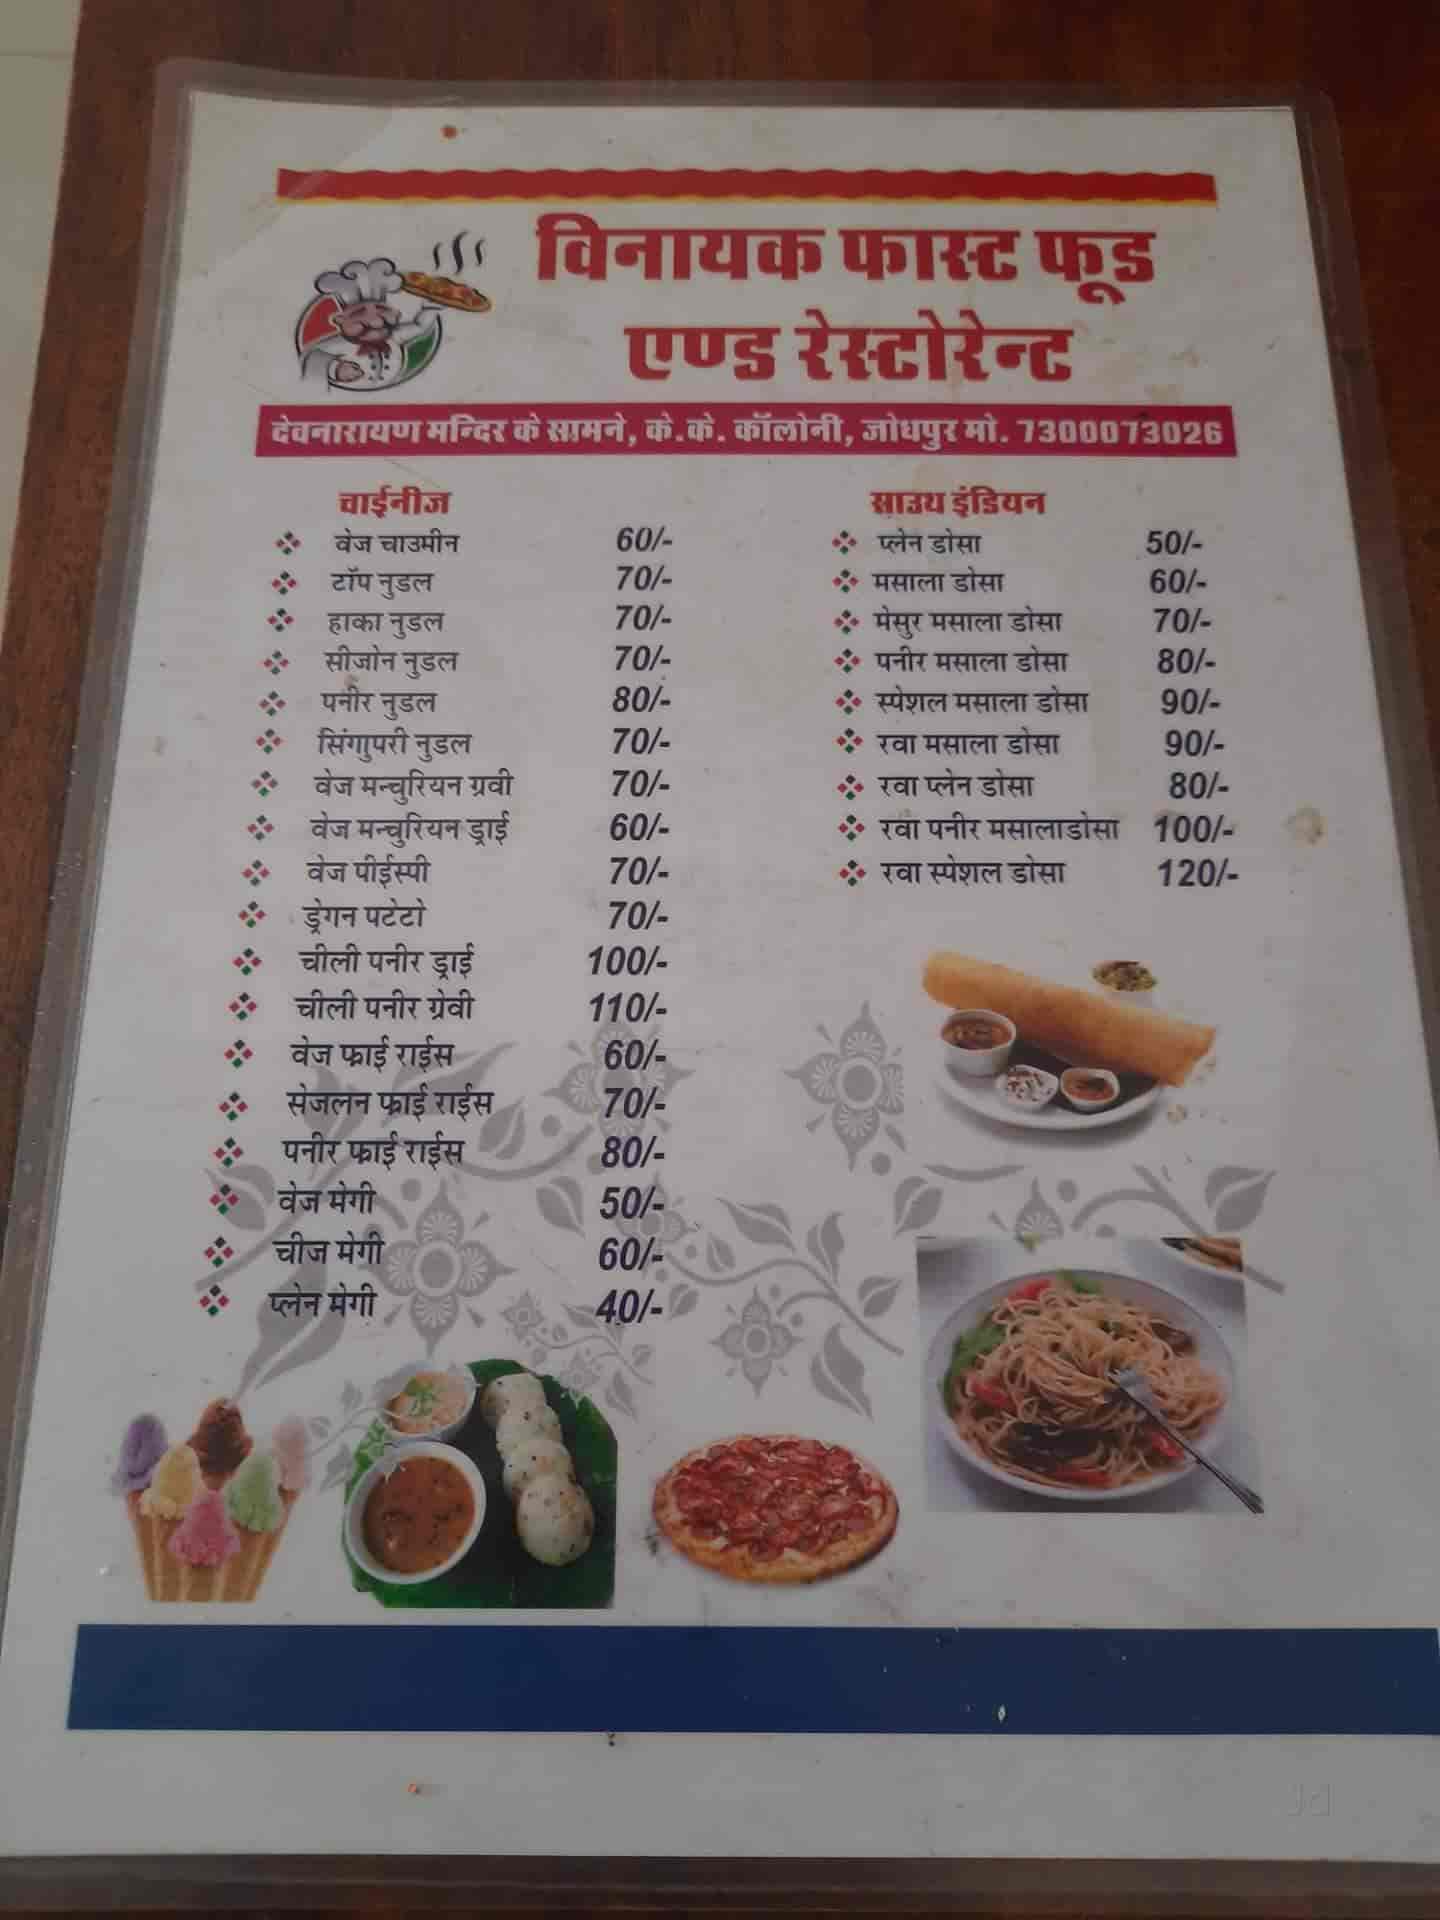 विनायक फास्ट फूड
एण्ड रेस्टोरेन्ट
देवनारायण मन्दिर के सामने, के.के. कॉलोनी, जोधपुर मो. 7300073026
चाईनीज
वेज चाउमीन 60/-
टॉप नुडल 70/-
हाका नुडल 70/-
सीजोन नुडल 70/-
पनीर नुडल 80/-
सिंगाुपरी नुडल 70/-
वेज मन्चुरियन ग्रवी 70/-
वेज मन्चुरियन ड्राई 60/-
वेज पीईस्पी 70/-
ड्रेगन पटेटो 70/-
चीली पनीर ड्राई 100/-
चीली पनीर ग्रेवी 110/-
वेज फ्राई राईस 60/-
सेजलन फ्राई राईस 70/-
पनीर फ्राई राईस 80/-
वेज मेगी 50/-
चीज मेगी 60/-
प्लेन मेगी 40/-
साउथ इंडियन
प्लेन डोसा 50/-
मसाला डोसा 60/-
मेसुर मसाला डोसा 70/-
पनीर मसाला डोसा 80/-
स्पेशल मसाला डोसा 90/-
रवा मसाला डोसा 90/-
रवा प्लेन डोसा 80/-
रवा पनीर मसालाडोसा 100/-
रवा स्पेशल डोसा 120/-
Jd